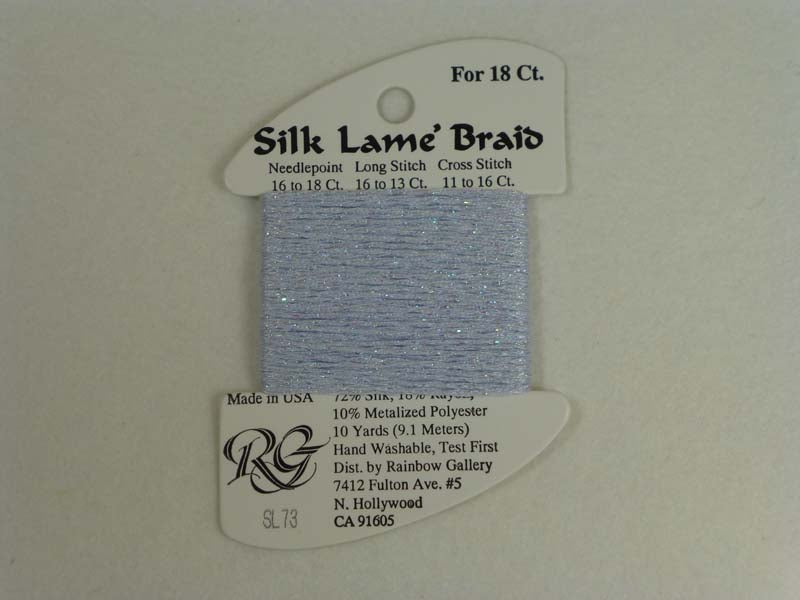 For 18 Ct.
Silk Lame' Braid
Needlepoint Long Stitch Cross Stitch
16 to 18 Ct. 16 to 13 Ct. 11 to 16 Ct.
Made in USA
72% Silk, 18% Rayon,
10% Metalized Polyester
10 Yards (9.1 Meters)
Hand Washable, Test First
Dist. by Rainbow Gallery
7412 Fulton Ave. #5
N. Hollywood
CA 91605
RG
SL73